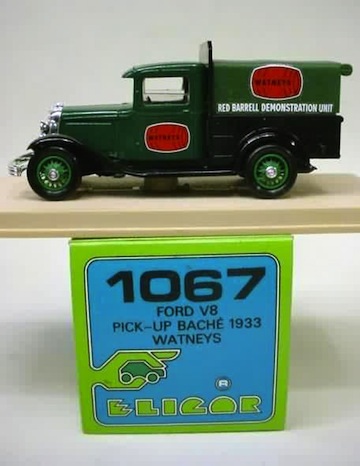 WATNEYS
RED BARRELL DEMONSTRATION UNIT
WATNEYS
1067
FORD V8
PICK-UP BACHÉ 1933
WATNEYS
R
ELIGOR